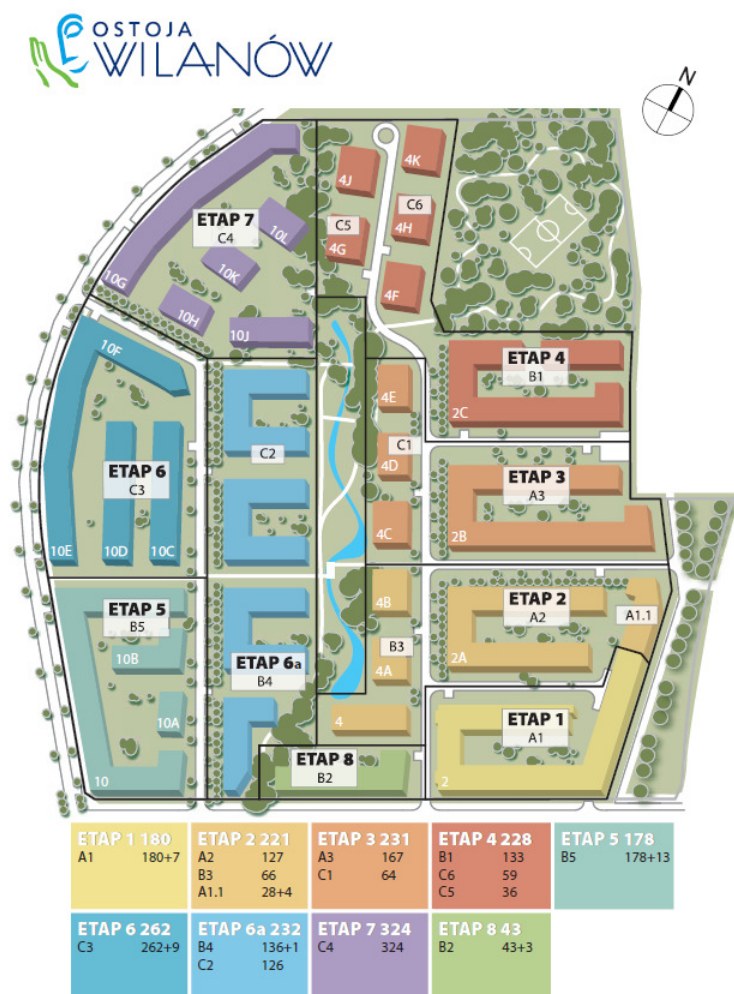 OSTOJA
WILANÓW
N
4K
4J
C6
ETAP 7
C4
10L
C5
4H
4G
10K
10G
4F
10H
10J
10F
ETAP 4
B1
4E
2C
C2
C1
ETAP 6
C3
4D
ETAP 3
A3
4C
2B
10E
10D
10C
ETAP 5
B5
4B
ETAP 2
A2
A1.1
10B
B3
2A
ETAP 6a
B4
4A
10A
4
ETAP 1
A1
ETAP 8
B2
10
2
ETAP 1 180
A1 180+7
ETAP 2 221
A2 127
B3 66
A1.1 28+4
ETAP 3 231
A3 167
C1 64
ETAP 4 228
B1 133
C6 59
C5 36
ETAP 5 178
B5 178+13
ETAP 6 262
C3 262+9
ETAP 6a 232
B4 136+1
C2 126
ETAP 7 324
C4 324
ETAP 8 43
B2 43+3